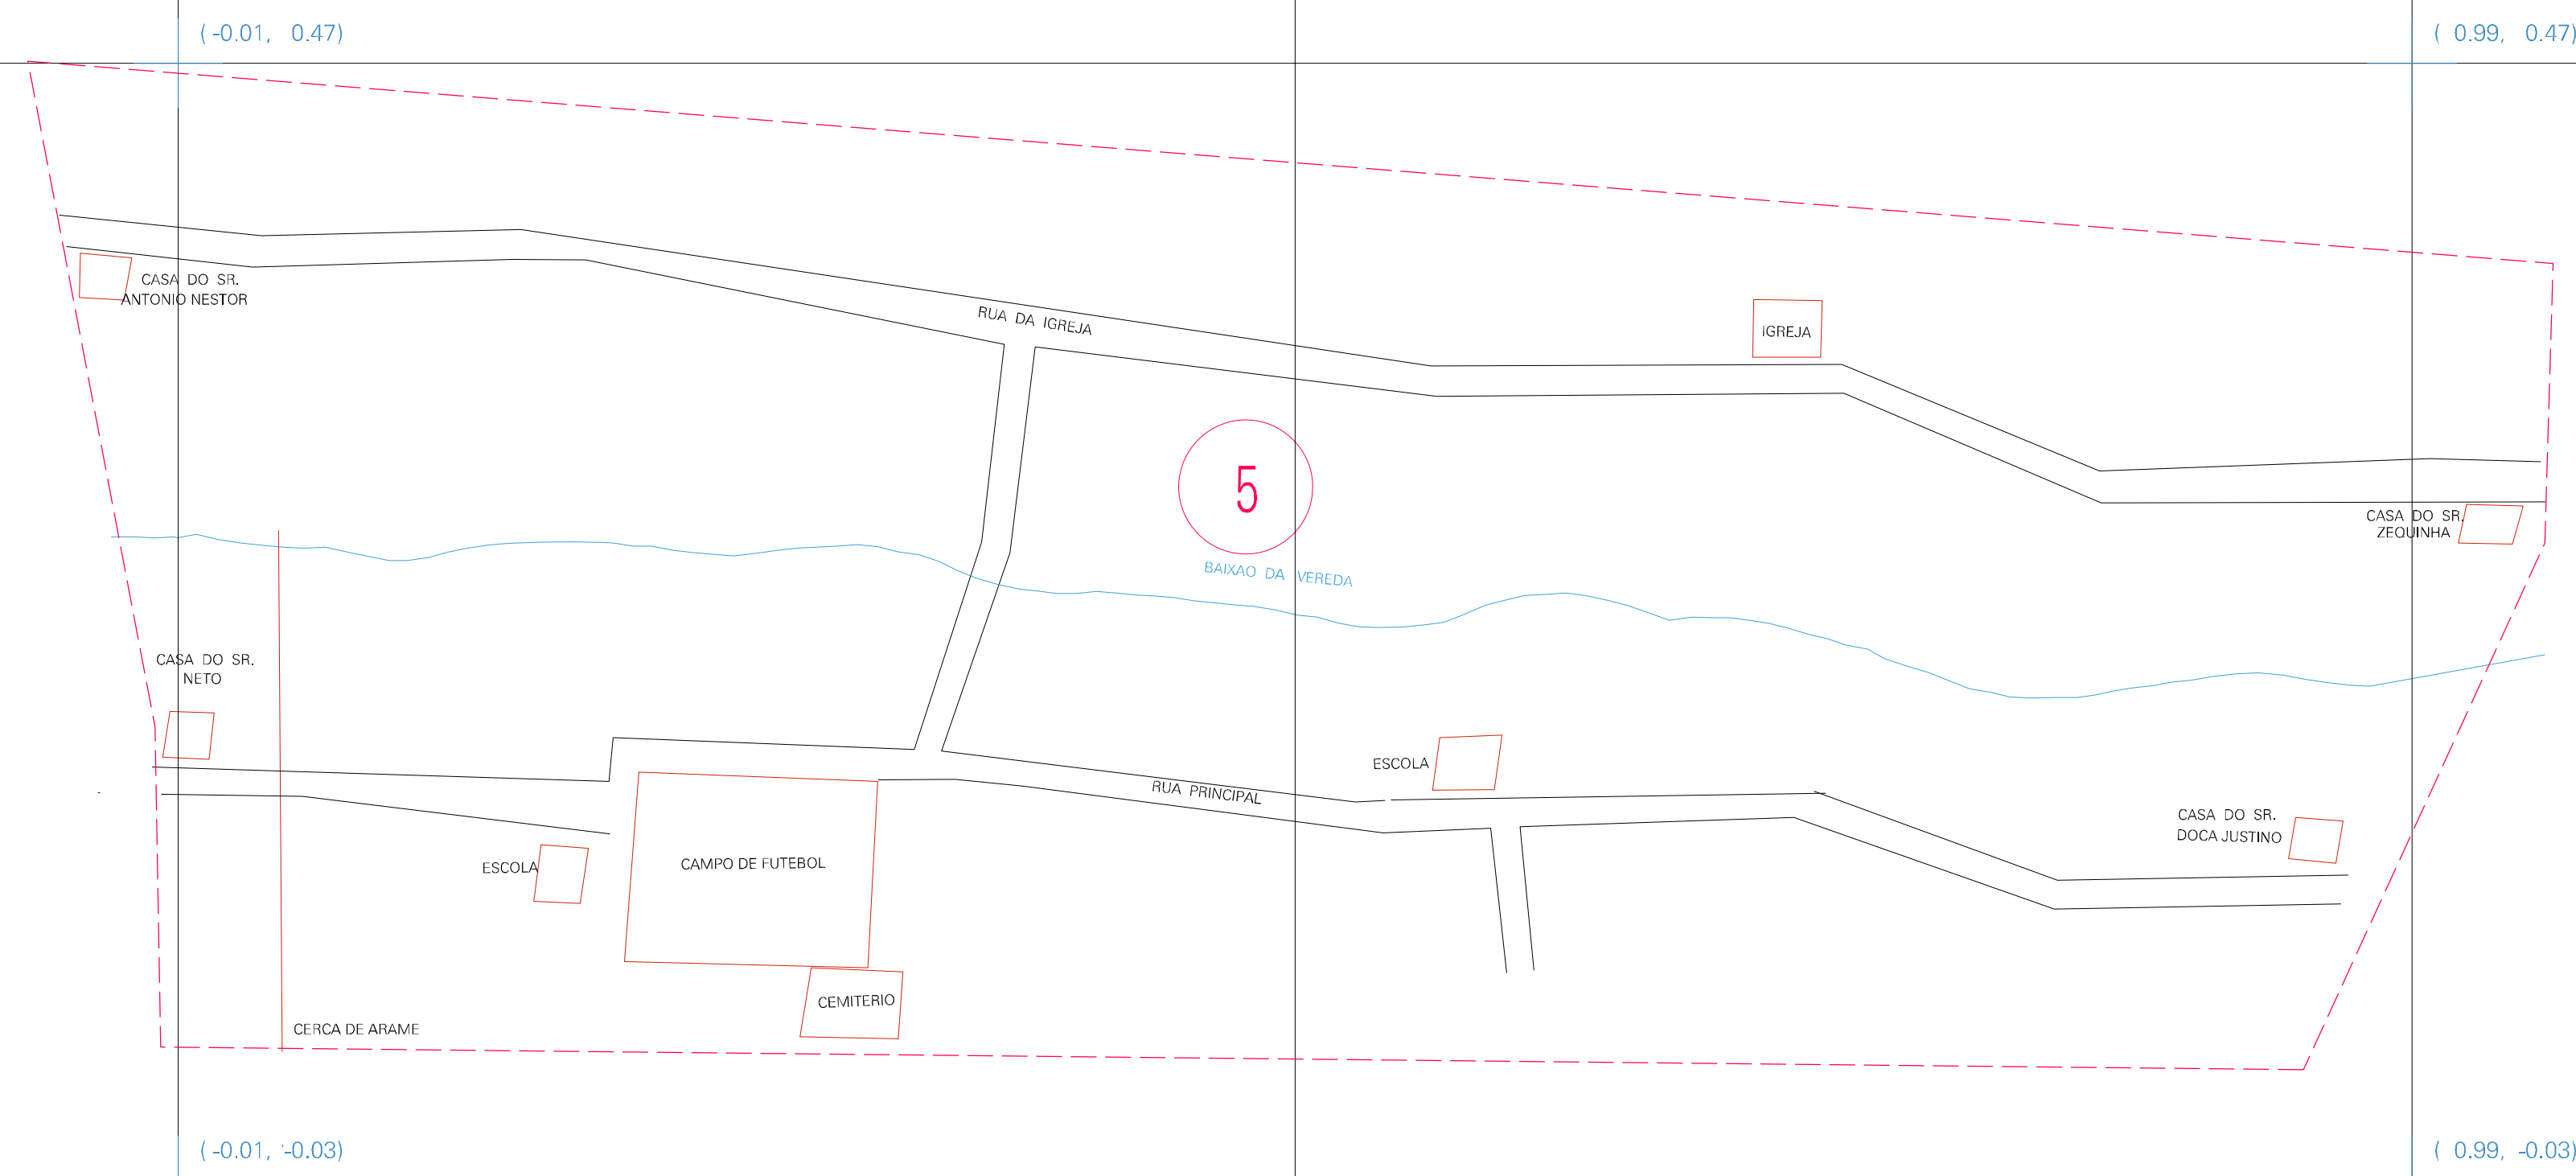 ( -0.01,   0.47)
(  0.99,   0.47)
CASA DO SR.
ANTONIO NESTOR
RUA DA IGREJA
IGREJA
5
CASA DO SR.
ZEQUINHA
BAIXAO DA VEREDA
CASA DO SR.
NETO
ESCOLA
RUA PRINCIPAL
CASA DO SR.
DOCA JUSTINO
ESCOLA
CAMPO DE FUTEBOL
CEMITERIO
CERCA DE ARAME
( -0.01,  -0.03)
(  0.99,  -0.03)